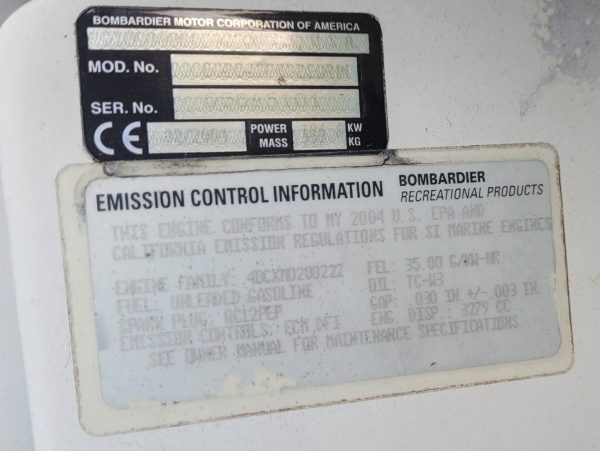 BOMBARDIER MOTOR CORPORATION OF AMERICA
MOD. No.
SER. No.
CE POWER KW
MASS KG
EMISSION CONTROL INFORMATION BOMBARDIER
RECREATIONAL PRODUCTS
THIS ENGINE CONFORMS TO MY 2004 U.S. EPA AND
CALIFORNIA EMISSION REGULATIONS FOR SI MARINE ENGINES
ENGINE FAMILY: 4BCXM0200222 FEL: 35.00 G/KW-HR
FUEL: UNLEADED GASOLINE OIL: TC-W3
SPARK PLUG: QC12PEP GAP: .030 IN +/-.003 IN.
EMISSION CONTROLS: ECM DFI ENG. DISP.: 3279 CC
SEE OWNER MANUAL FOR MAINTENANCE SPECIFICATIONS